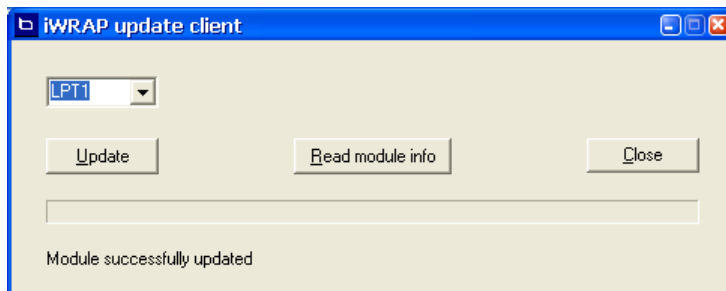 iWRAP update client
LPT1
Update Read module info Close
Module successfully updated